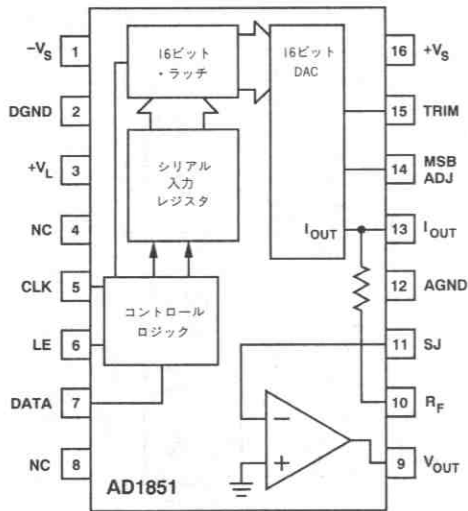 -VS
1
DGND
2
+VL
3
NC
4
CLK
5
LE
6
DATA
7
NC
8
16ビット
・ラッチ
シリアル
入力
レジスタ
コントロール
ロジック
16ビット
DAC
IOUT
AD1851
16
+VS
15
TRIM
14
MSB
ADJ
13
IOUT
12
AGND
11
SJ
10
RF
9
VOUT
−
+